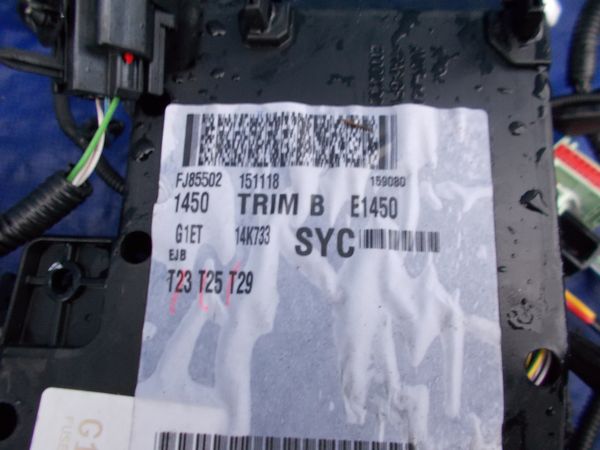 FJ85502 151118 159080
1450 TRIM B E1450
G1ET 14K733 SYC
EJB
T23 T25 T29